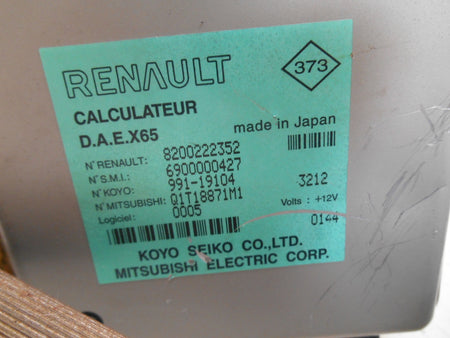 RENAULT
373
CALCULATEUR
D.A.E.X65
made in Japan
N° RENAULT: 8200222352
N° S.M.I.: 6900000427
N° KOYO: 991-19104
3212
N° MITSUBISHI: Q1T18871M1
Volts : +12V
Logiciel: 0005
0144
KOYO SEIKO CO.,LTD.
MITSUBISHI ELECTRIC CORP.